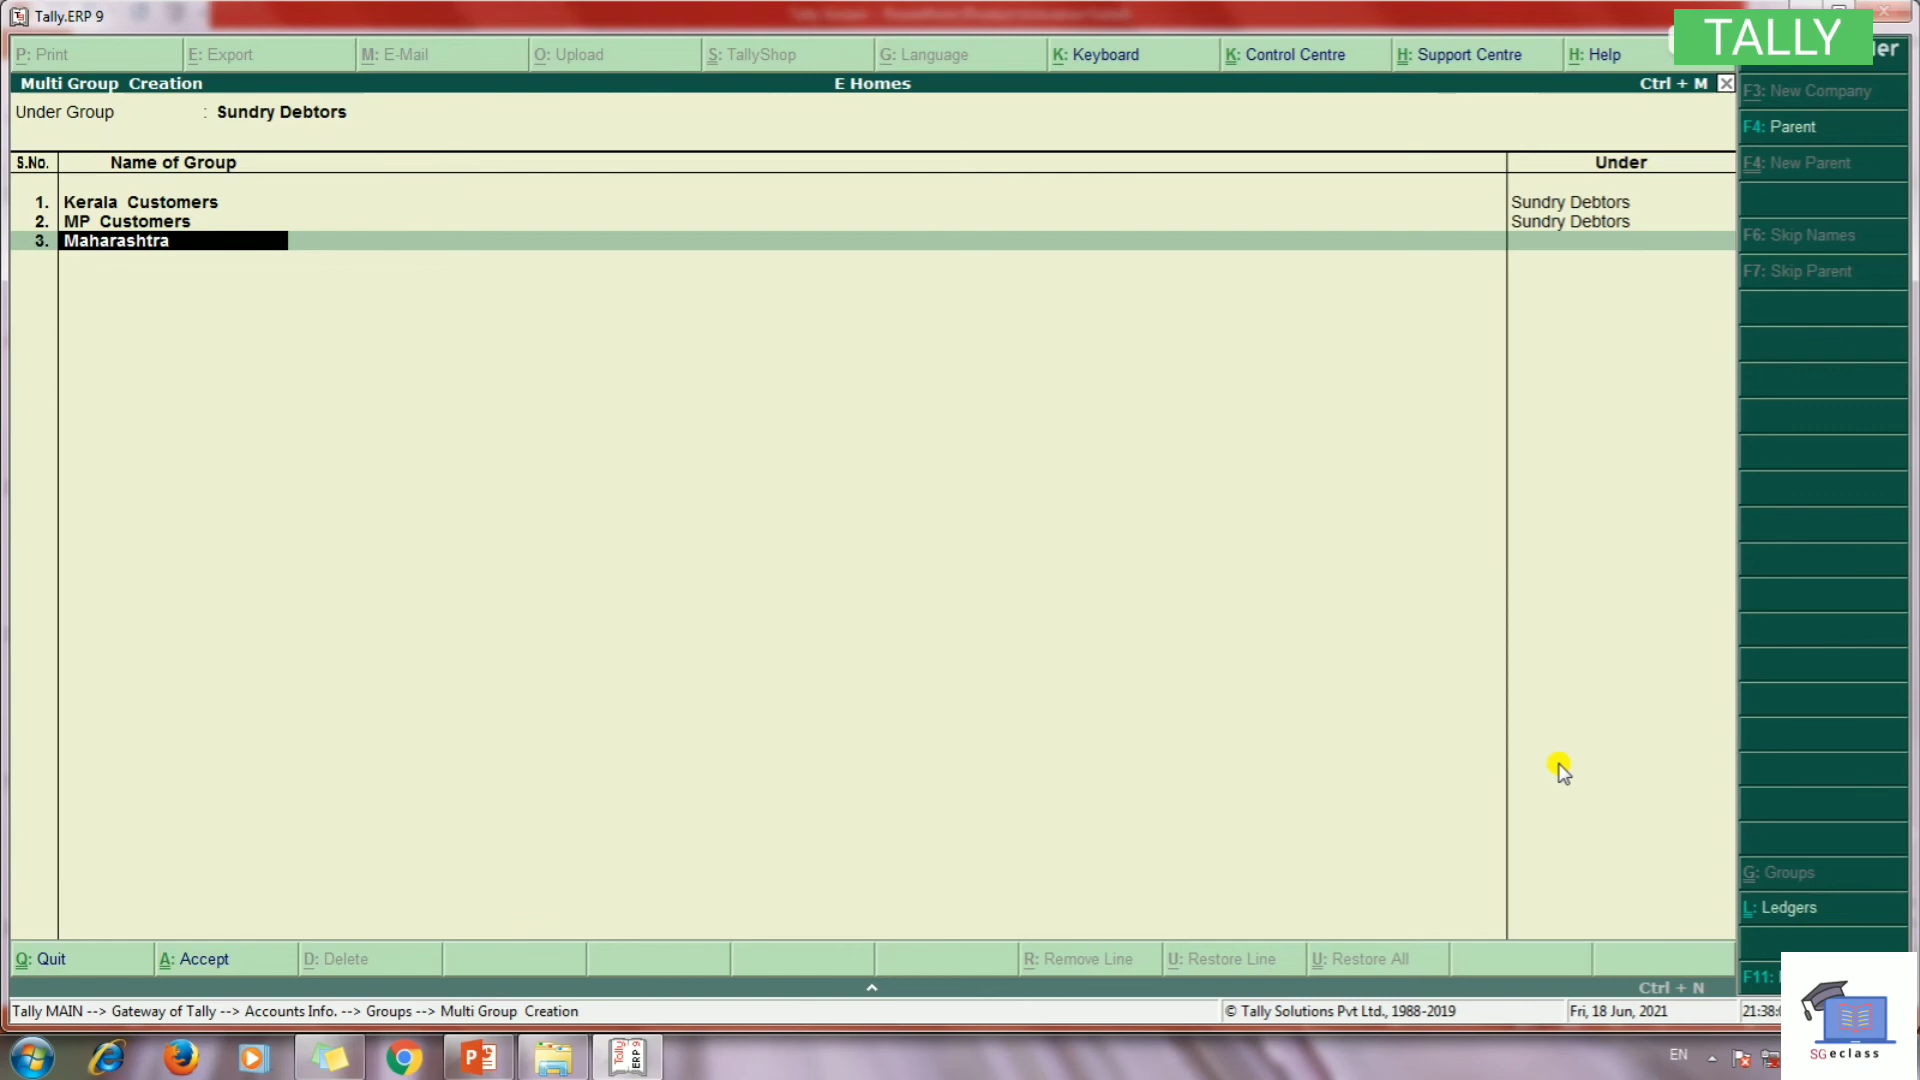 Tally.ERP 9
TALLY
P: Print
E: Export
M: E-Mail
O: Upload
S: TallyShop
G: Language
K: Keyboard
K: Control Centre
H: Support Centre
H: Help
Multi Group Creation
E Homes
Ctrl + M
Under Group : Sundry Debtors
S.No.
Name of Group
Under
1. Kerala Customers Sundry Debtors
2. MP Customers Sundry Debtors
3. Maharashtra
F3: New Company
F4: Parent
F4: New Parent
F6: Skip Names
F7: Skip Parent
G: Groups
L: Ledgers
F11:
Q: Quit
A: Accept
D: Delete
R: Remove Line
U: Restore Line
U: Restore All
Ctrl + N
Tally MAIN --> Gateway of Tally --> Accounts Info. --> Groups --> Multi Group Creation
© Tally Solutions Pvt Ltd., 1988-2019
Fri, 18 Jun, 2021
Tally ERP 9
EN
SGeclass